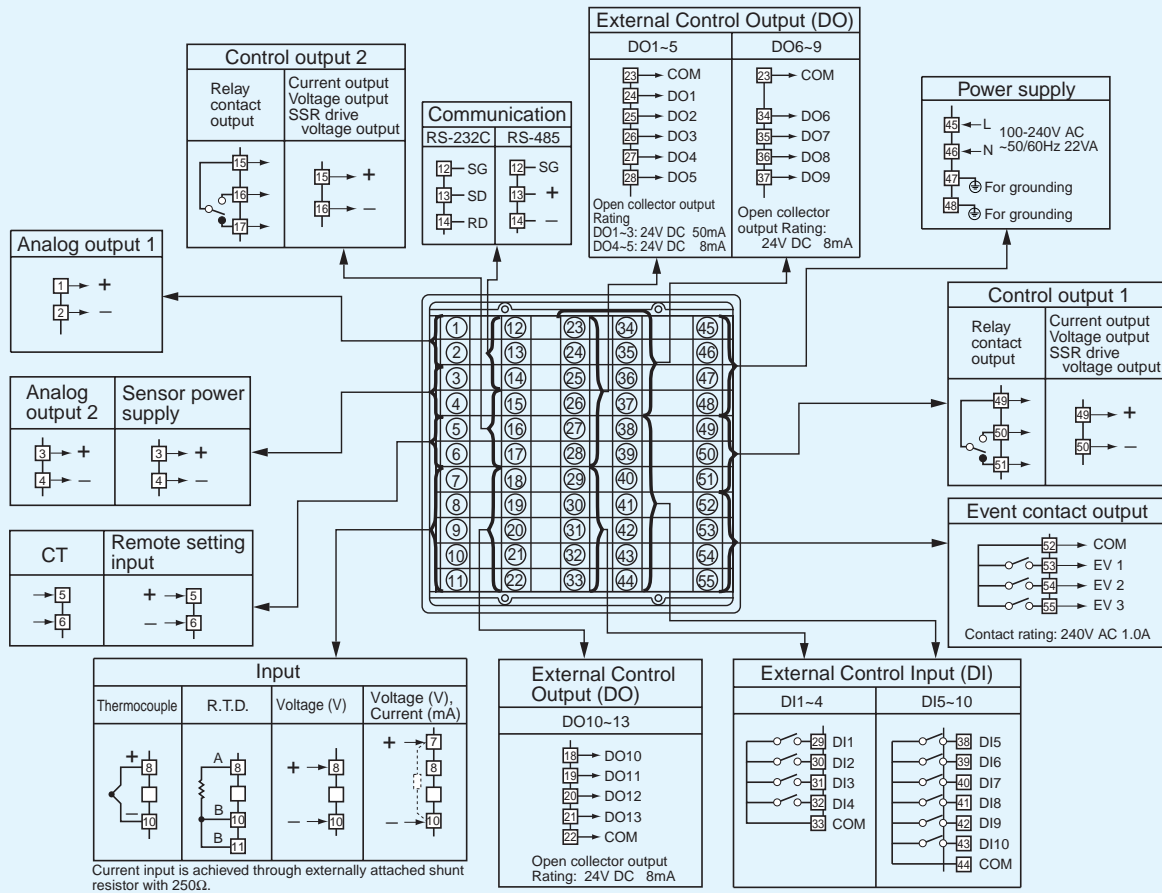 External Control Output (DO)
DO1~5
DO6~9
23 COM
24 DO1
25 DO2
26 DO3
27 DO4
28 DO5
Open collector output
Rating
DO1~3: 24V DC 50mA
DO4~5: 24V DC 8mA
23 COM
34 DO6
35 DO7
36 DO8
37 DO9
Open collector
output Rating:
24V DC 8mA
Control output 2
Relay
contact
output
15
16
17
Current output
Voltage output
SSR drive
voltage output
15 +
16 −
Communication
RS-232C
RS-485
12 SG
13 SD
14 RD
12 SG
13 +
14 −
Power supply
45 L
46 N
100-240V AC
~50/60Hz 22VA
47 For grounding
48 For grounding
Analog output 1
1 +
2 −
Analog
output 2
3 +
4 −
Sensor power
supply
3 +
4 −
CT
5
6
Remote setting
input
+ 5
− 6
1 12 23 34 45
2 13 24 35 46
3 14 25 36 47
4 15 26 37 48
5 16 27 38 49
6 17 28 39 50
7 18 29 40 51
8 19 30 41 52
9 20 31 42 53
10 21 32 43 54
11 22 33 44 55
Control output 1
Relay
contact
output
49
50
51
Current output
Voltage output
SSR drive
voltage output
49 +
50 −
Event contact output
52 COM
53 EV 1
54 EV 2
55 EV 3
Contact rating: 240V AC 1.0A
Input
Thermocouple
+ 8
− 10
R.T.D.
A 8
B 10
B 11
Voltage (V)
+ 8
− 10
Voltage (V),
Current (mA)
+ 7
8
− 10
Current input is achieved through externally attached shunt
resistor with 250Ω.
External Control
Output (DO)
DO10~13
18 DO10
19 DO11
20 DO12
21 DO13
22 COM
Open collector output
Rating: 24V DC 8mA
External Control Input (DI)
DI1~4
29 DI1
30 DI2
31 DI3
32 DI4
33 COM
DI5~10
38 DI5
39 DI6
40 DI7
41 DI8
42 DI9
43 DI10
44 COM